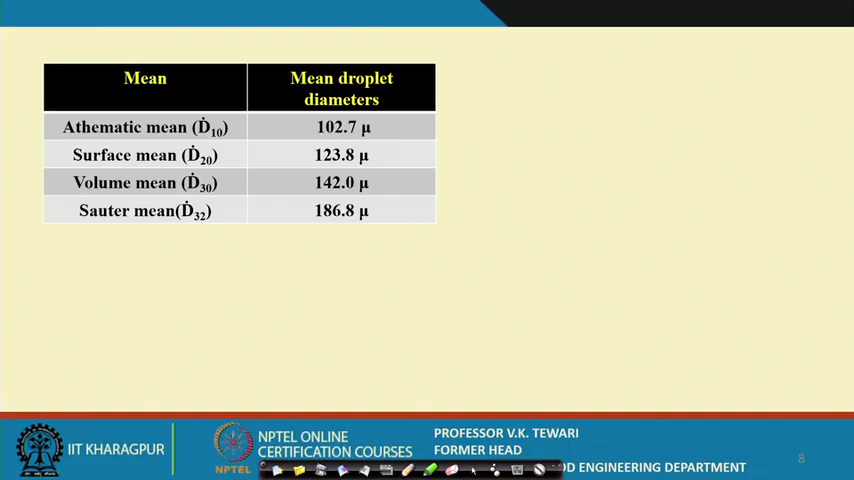 Mean
Mean droplet
diameters
Athematic mean (Ḋ10)
102.7 μ
Surface mean (Ḋ20)
123.8 μ
Volume mean (Ḋ30)
142.0 μ
Sauter mean(Ḋ32)
186.8 μ
IIT KHARAGPUR
NPTEL
NPTEL ONLINE
CERTIFICATION COURSES
PROFESSOR V.K. TEWARI
FORMER HEAD
OD ENGINEERING DEPARTMENT
8